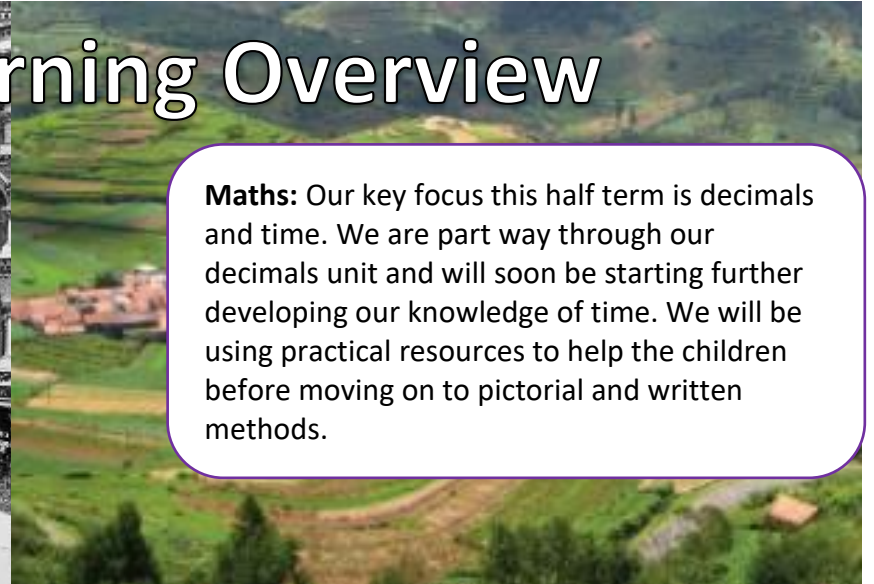 rning Overview
Maths: Our key focus this half term is decimals
and time. We are part way through our
decimals unit and will soon be starting further
developing our knowledge of time. We will be
using practical resources to help the children
before moving on to pictorial and written
methods.